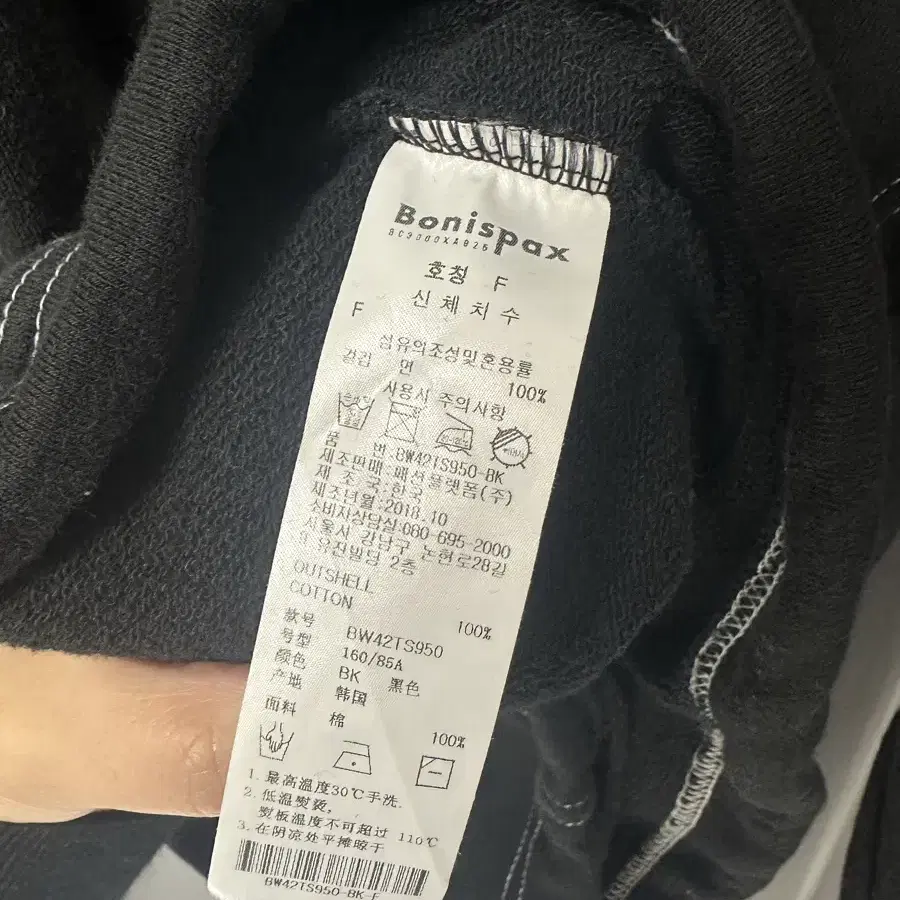 Bonispax
호칭 F
신체치수
F
섬유의조성및혼용률
겉감 면 100%
사용시 주의사항
품 번:BW42TS950-BK
제조판매:패션플랫폼(주)
제 조 국:한국
제조년월:2018.10
소비자상담실:080-695-2000
서울시 강남구 논현로28길
유진빌딩 2층
OUTSHELL
COTTON 100%
款号 BW42TS950
号型 160/85A
颜色 BK 黑色
产地 韩国
面料 棉 100%
1. 最高温度30℃手洗.
2. 低温熨烫,
熨板温度不可超过 110℃
3. 在阴凉处平摊晾干
BW42TS950-BK-F